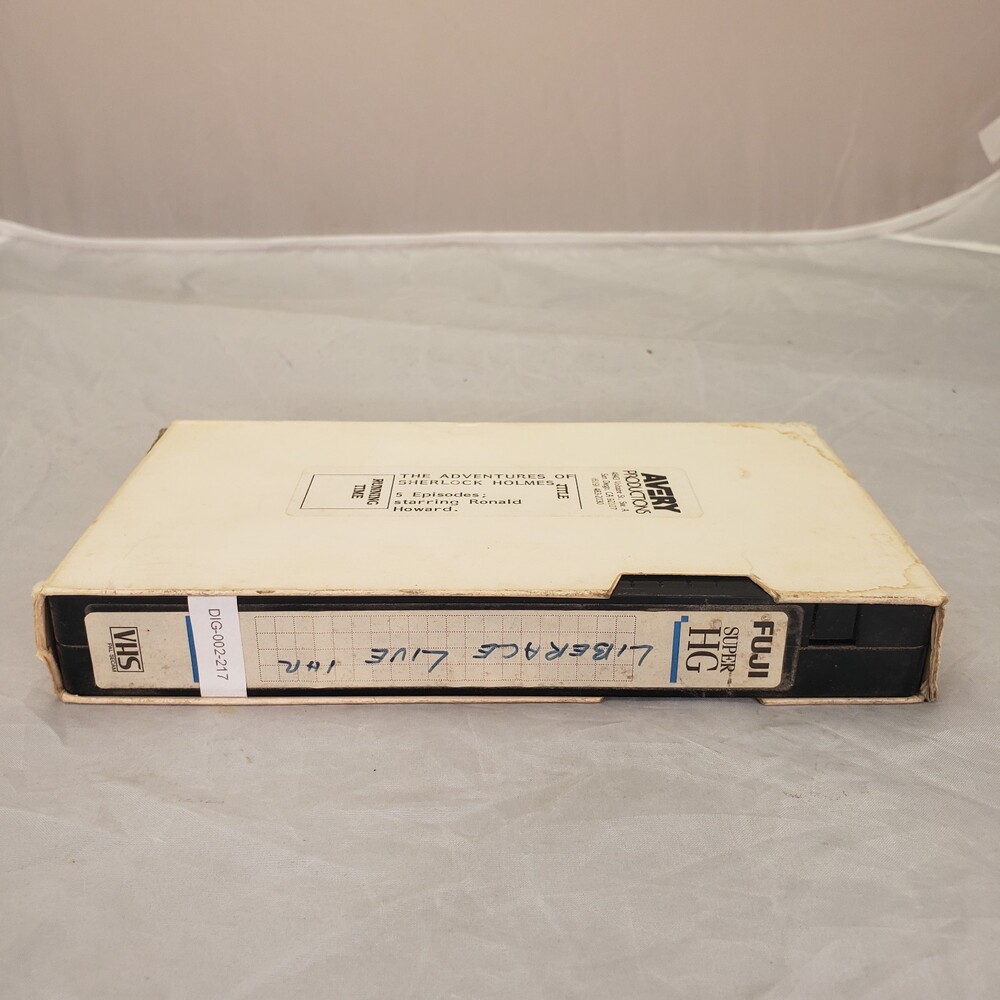 AVERY
PRODUCTIONS
TITLE
THE ADVENTURES OF
SHERLOCK HOLMES
5 Episodes;
starring Ronald
Howard.
RUNNING
TIME
FUJI
SUPER
HG
LIBERACE LIVE 1HR
DIG-002-217
VHS